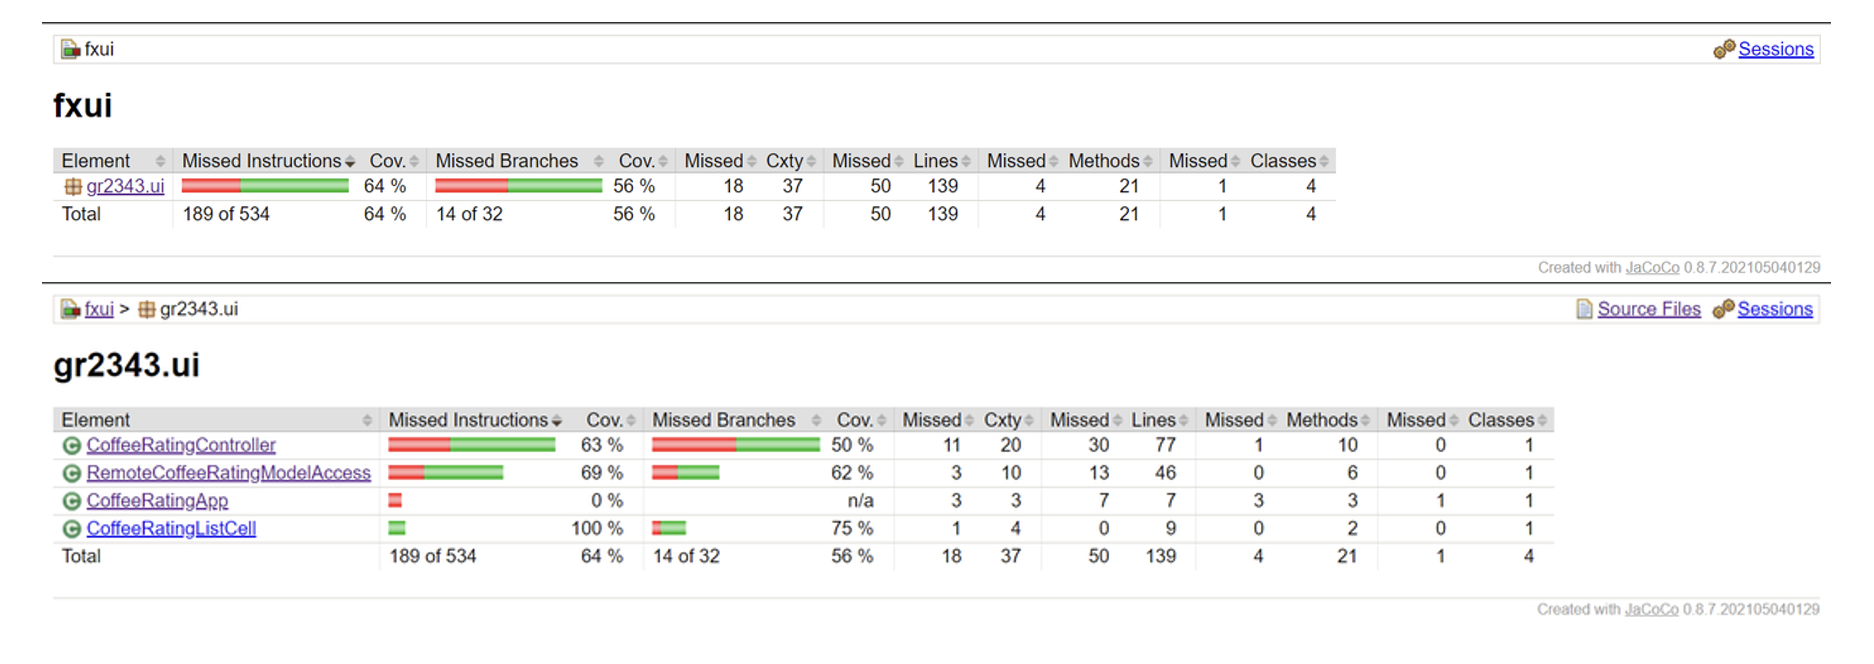 fxui Sessions
fxui
Element Missed Instructions Cov. Missed Branches Cov. Missed Cxty Missed Lines Missed Methods Missed Classes
gr2343.ui 64 % 56 % 18 37 50 139 4 21 1 4
Total 189 of 534 64 % 14 of 32 56 % 18 37 50 139 4 21 1 4
Created with JaCoCo 0.8.7.202105040129
fxui > gr2343.ui Source Files Sessions
gr2343.ui
Element Missed Instructions Cov. Missed Branches Cov. Missed Cxty Missed Lines Missed Methods Missed Classes
CoffeeRatingController 63 % 50 % 11 20 30 77 1 10 0 1
RemoteCoffeeRatingModelAccess 69 % 62 % 3 10 13 46 0 6 0 1
CoffeeRatingApp 0 % n/a 3 3 7 7 3 3 1 1
CoffeeRatingListCell 100 % 75 % 1 4 0 9 0 2 0 1
Total 189 of 534 64 % 14 of 32 56 % 18 37 50 139 4 21 1 4
Created with JaCoCo 0.8.7.202105040129